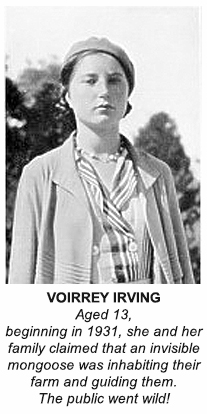 VOIRREY IRVING
Aged 13,
beginning in 1931, she and her
family claimed that an invisible
mongoose was inhabiting their
farm and guiding them.
The public went wild!